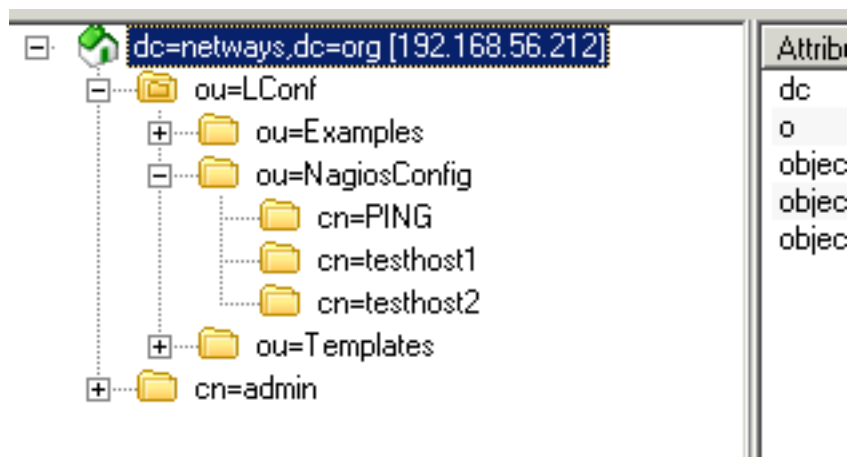 dc=netways,dc=org [192.168.56.212]
ou=LConf
ou=Examples
ou=NagiosConfig
cn=PING
cn=testhost1
cn=testhost2
ou=Templates
cn=admin
Attribu
dc
o
objec
objec
objec